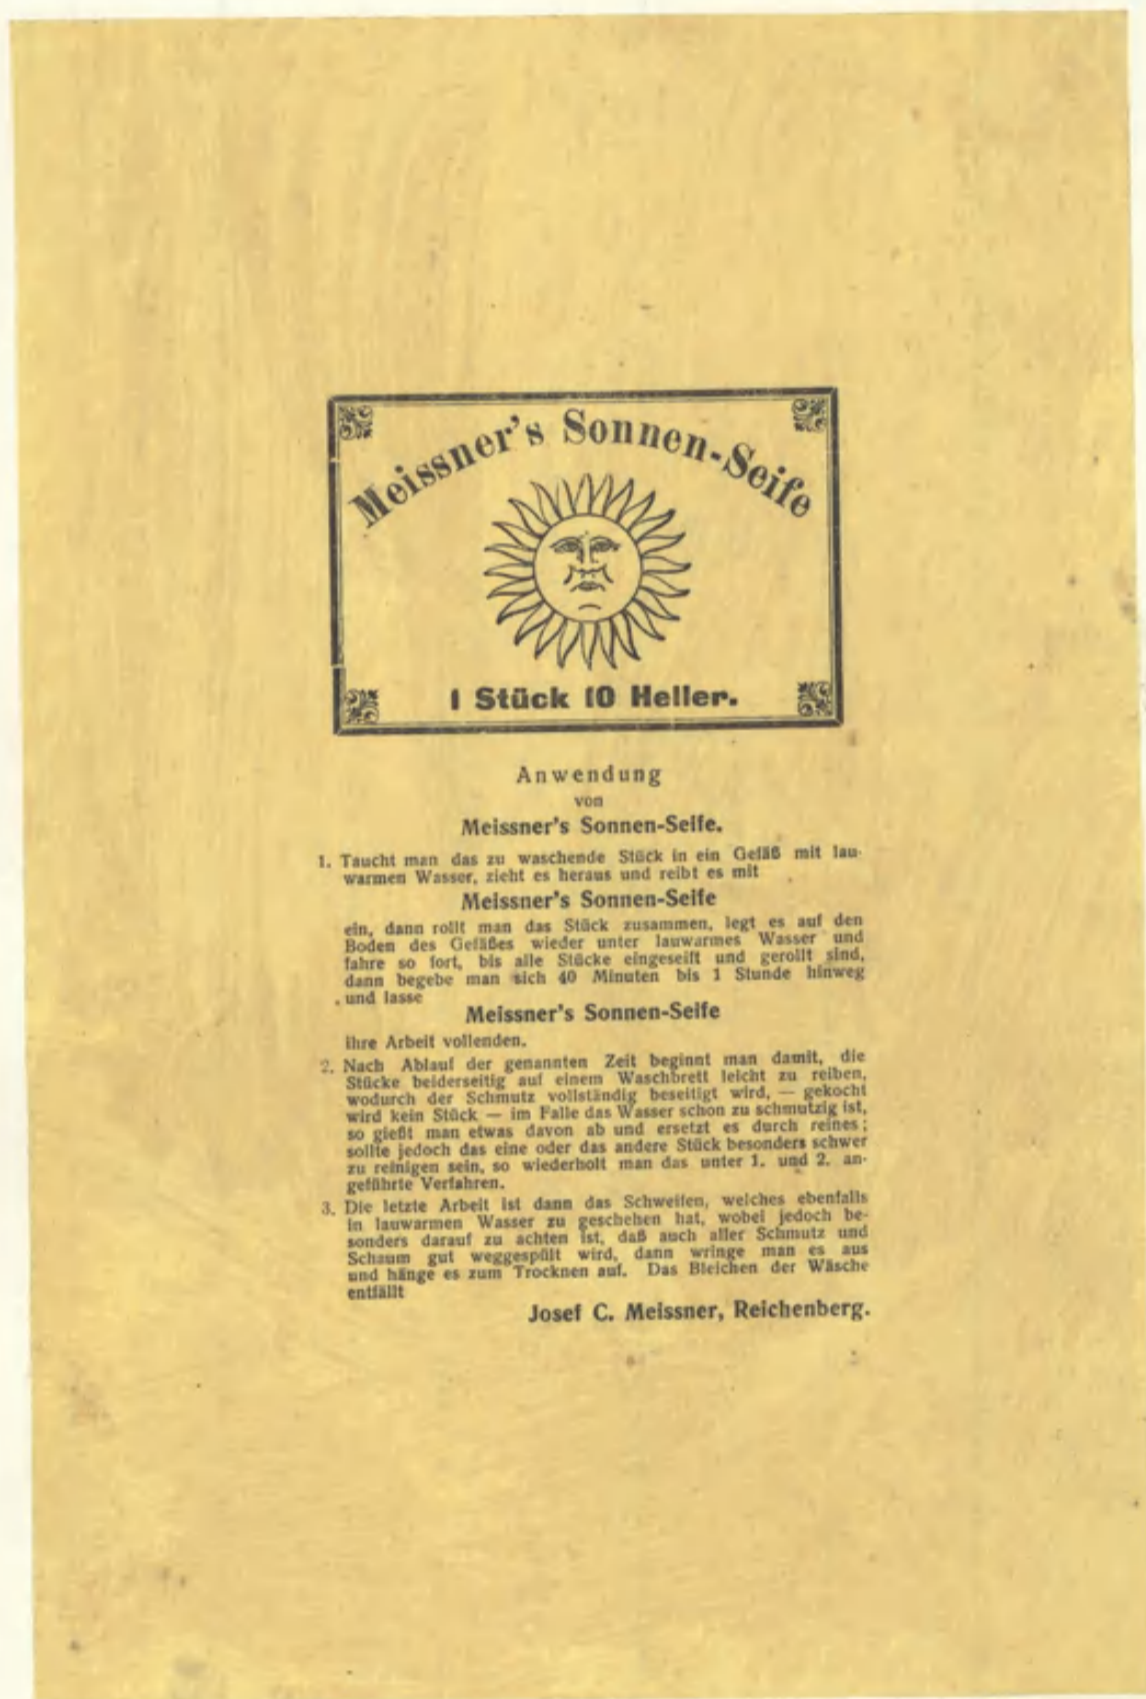 Meissner's Sonnen-Seife
1 Stück 10 Heller.
Anwendung
von
Meissner's Sonnen-Seife.
1. Taucht man das zu waschende Stück in ein Gefäß mit lau-
warmen Wasser, zieht es heraus und reibt es mit
Meissner's Sonnen-Seife
ein, dann rollt man das Stück zusammen, legt es auf den
Boden des Gefäßes wieder unter lauwarmes Wasser und
fahre so fort, bis alle Stücke eingeseift und gerollt sind,
dann begebe man sich 40 Minuten bis 1 Stunde hinweg
und lasse
Meissner's Sonnen-Seife
ihre Arbeit vollenden.
2. Nach Ablauf der genannten Zeit beginnt man damit, die
Stücke beiderseitig auf einem Waschbrett leicht zu reiben,
wodurch der Schmutz vollständig beseitigt wird, — gekocht
wird kein Stück — im Falle das Wasser schon zu schmutzig ist,
so gießt man etwas davon ab und ersetzt es durch reines;
sollte jedoch das eine oder das andere Stück besonders schwer
zu reinigen sein, so wiederholt man das unter 1. und 2. an-
geführte Verfahren.
3. Die letzte Arbeit ist dann das Schweifen, welches ebenfalls
in lauwarmen Wasser zu geschehen hat, wobei jedoch be-
sonders darauf zu achten ist, daß auch aller Schmutz und
Schaum gut weggespült wird, dann wringe man es aus
und hänge es zum Trocknen auf. Das Bleichen der Wäsche
entfällt
Josef C. Meissner, Reichenberg.